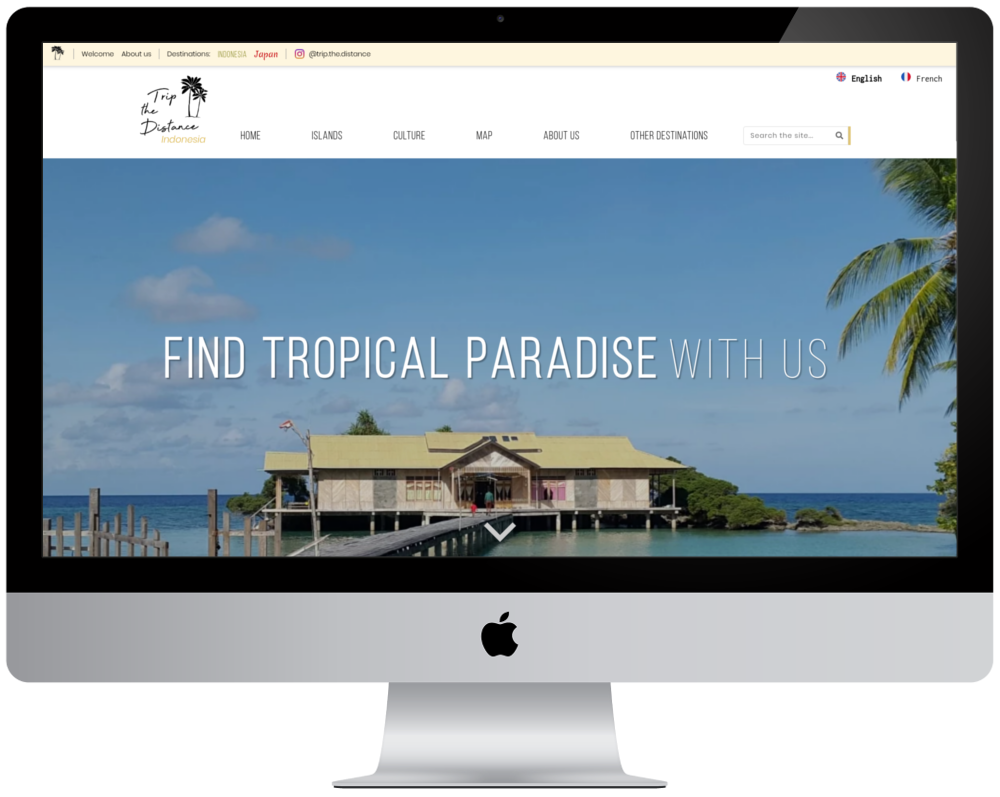 Welcome About us Destinations: INDONESIA Japan @trip.the.distance
English French
Trip
the
Distance
indonesia
HOME ISLANDS CULTURE MAP ABOUT US OTHER DESTINATIONS Search the site...
FIND TROPICAL PARADISE WITH US